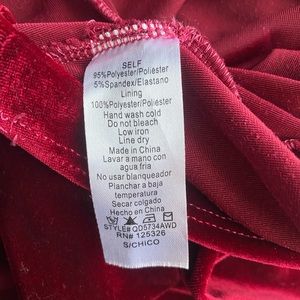 SELF
95%Polyester/Poliéster
5%Spandex/Elastano
Lining
100%Polyester/Poliéster
Hand wash cold
Do not bleach
Low iron
Line dry
Made in China
Lavar a mano con
agua fria
No usar blanqueador
Planchar a baja
temperatura
Secar colgado
Hecho en China
STYLE# QD5734AWD
RN# 125326
S/CHICO